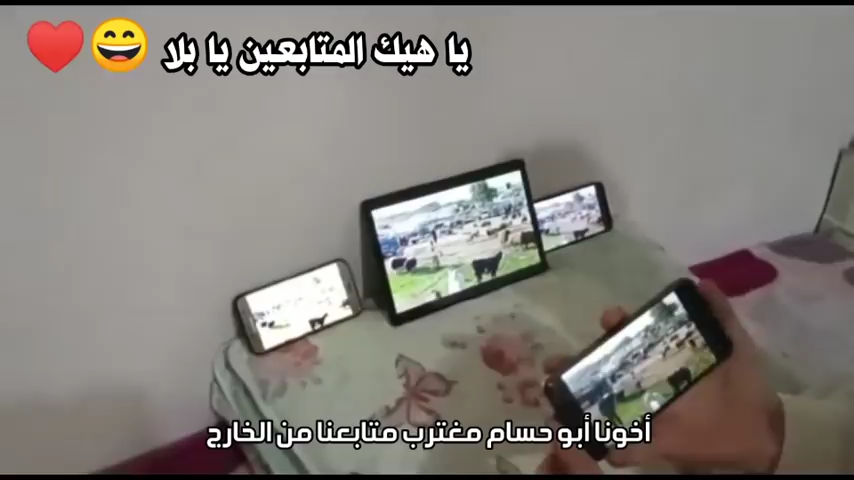 يا هيك المتابعين يا بلا 😄❤️
أخونا أبو حسام مغترب متابعنا من الخارج